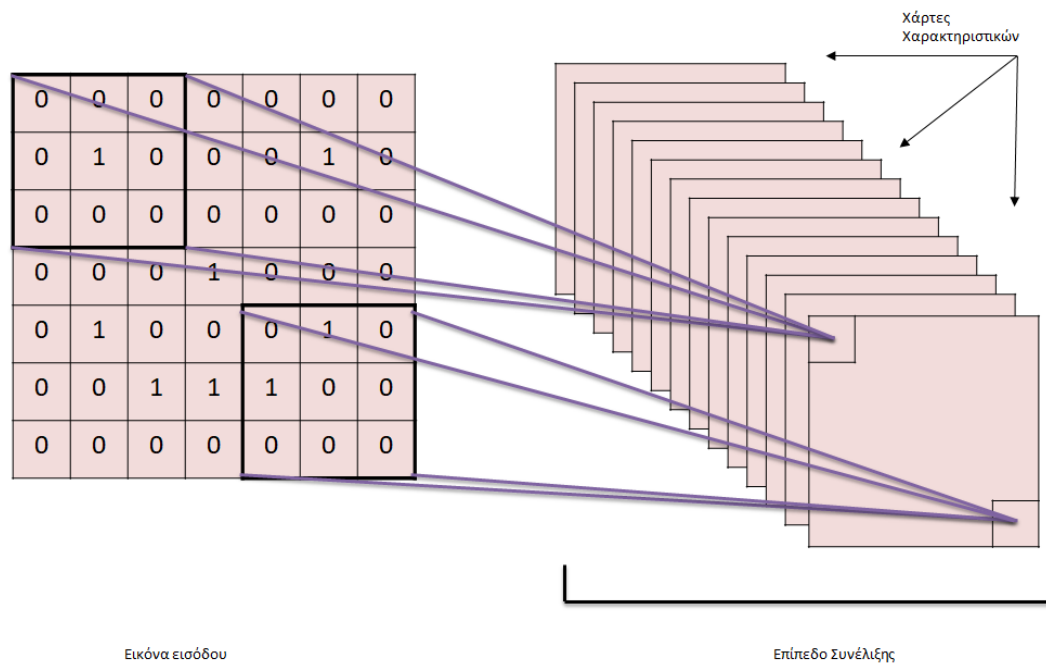 Χάρτες
Χαρακτηριστικών
0 0 0 0 0 0 0
0 1 0 0 0 1 0
0 0 0 0 0 0 0
0 0 0 1 0 0 0
0 1 0 0 0 1 0
0 0 1 1 1 0 0
0 0 0 0 0 0 0
Εικόνα εισόδου
Επίπεδο Συνέλιξης